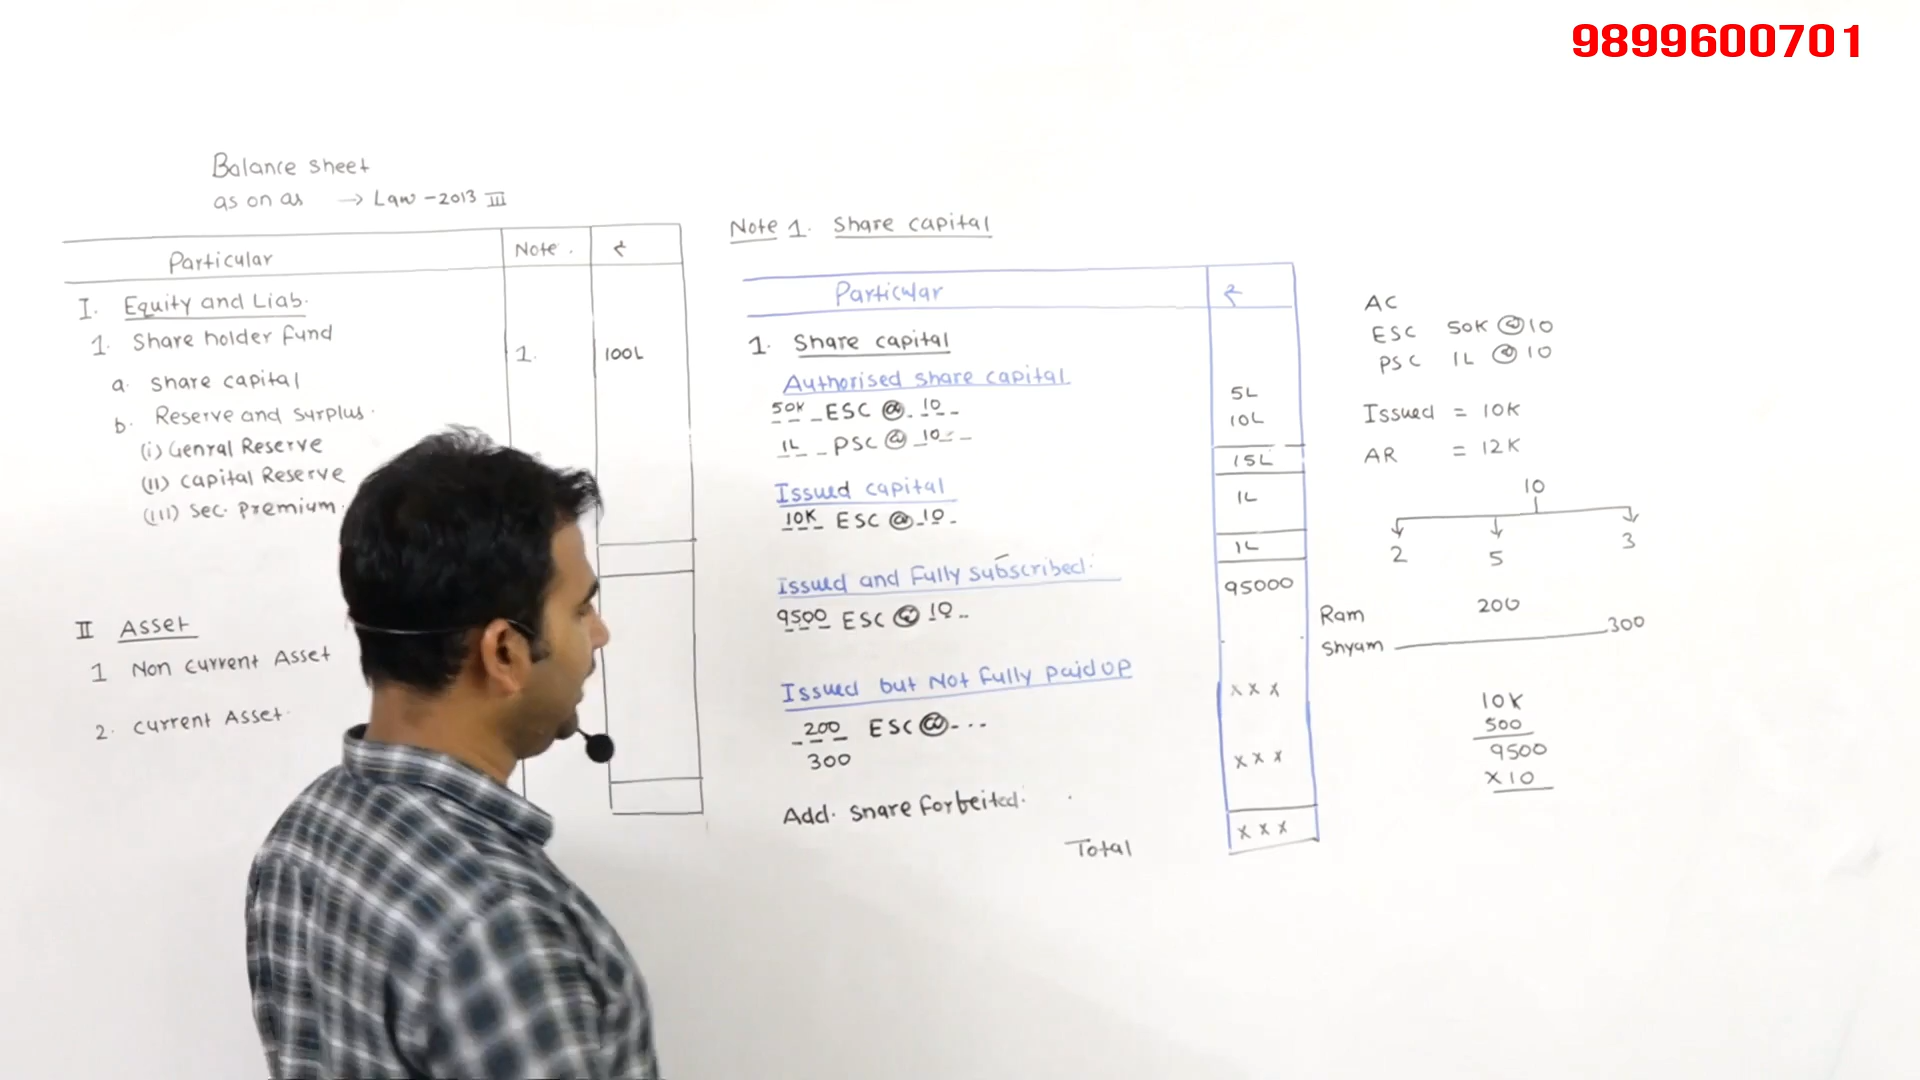 9899600701
Balance sheet
as on as → Law - 2013 III
Particular Note. ₹
I. Equity and Liab.
1. Share holder fund
1. 100L
a. Share capital
b. Reserve and Surplus.
(i) Genral Reserve
(II) Capital Reserve
(III) Sec. Premium.
II Asset
1 Non Current Asset
2. Current Asset
Note 1. Share capital
Particular ₹
1. Share capital
Authorised share capital
50K ESC @ 10 5L
1L PSC @ 10 10L
15L
Issued capital 1L
10K ESC @ 10
1L
Issued and Fully Subscribed. 95000
9500 ESC @ 10
Issued but Not Fully Paid up XXX
200 ESC @ ...
300 XXX
Add. Share Forfeited.
Total XXX
AC
ESC 50K @ 10
PSC 1L @ 10
Issued = 10K
AR = 12K
10
2 5 3
Ram 200
Shyam 300
10K
500
9500
X10